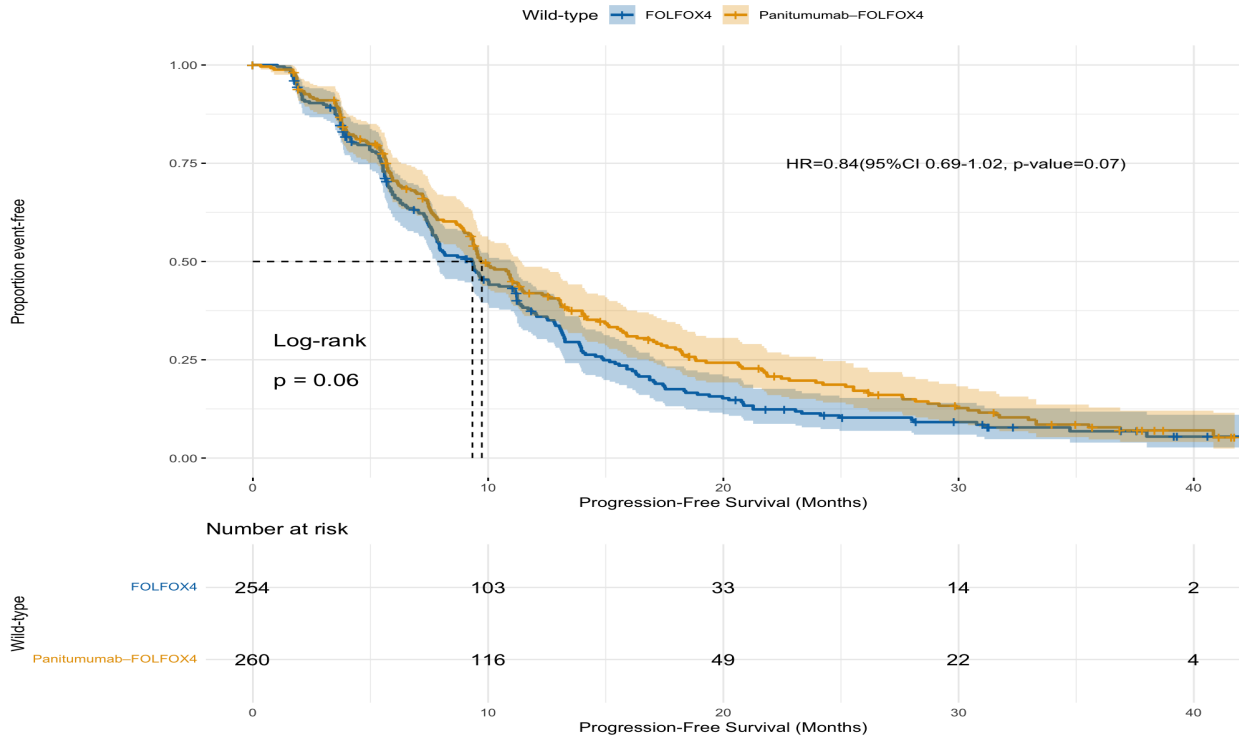 Wild-type FOLFOX4 Panitumumab–FOLFOX4
1.00
0.75
0.50
0.25
0.00
Proportion event-free
HR=0.84(95%CI 0.69-1.02, p-value=0.07)
Log-rank
p = 0.06
0 10 20 30 40
Progression-Free Survival (Months)
Number at risk
Wild-type
FOLFOX4 254 103 33 14 2
Panitumumab–FOLFOX4 260 116 49 22 4
0 10 20 30 40
Progression-Free Survival (Months)